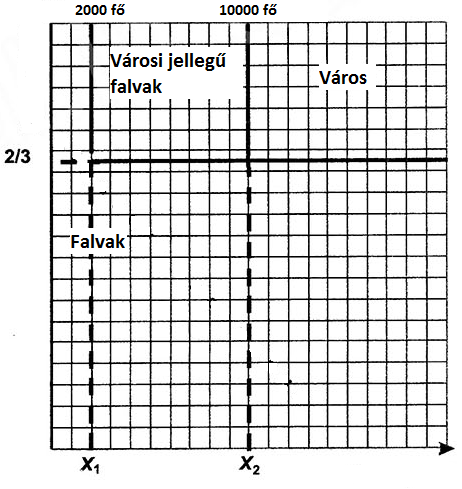 2000 fő
10000 fő
Városi jellegű
falvak
Város
2/3
Falvak
X1
X2